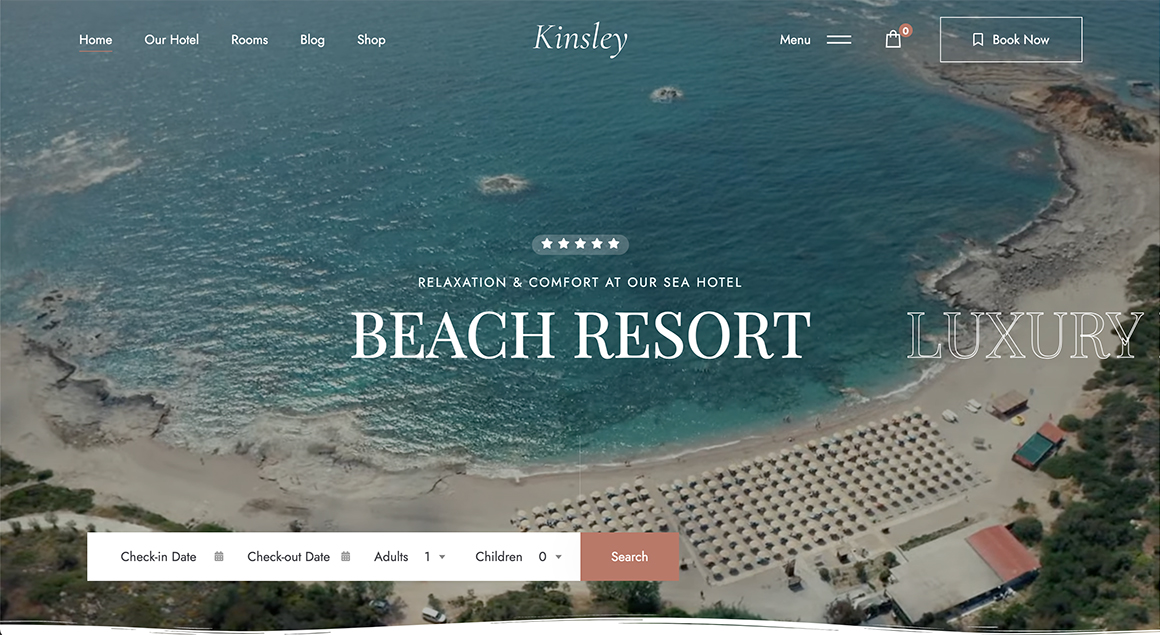 Home Our Hotel Rooms Blog Shop Kinsley Menu 0 Book Now
RELAXATION & COMFORT AT OUR SEA HOTEL
BEACH RESORT LUXURY
Check-in Date Check-out Date Adults 1 Children 0 Search